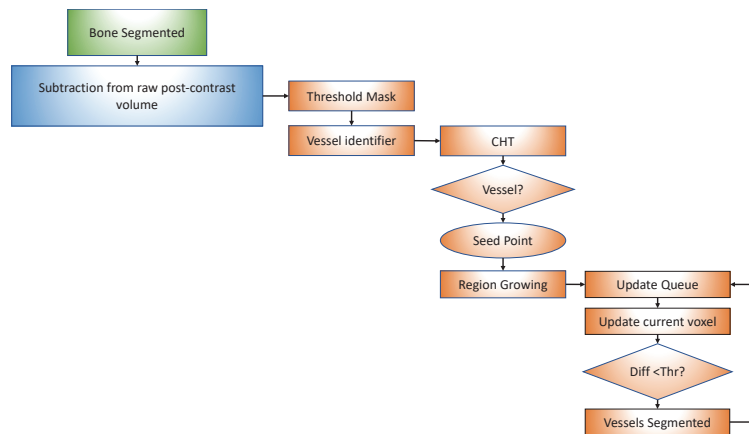 Bone Segmented
Subtraction from raw post-contrast
volume
Threshold Mask
Vessel identifier
CHT
Vessel?
Seed Point
Region Growing
Update Queue
Update current voxel
Diff <Thr?
Vessels Segmented